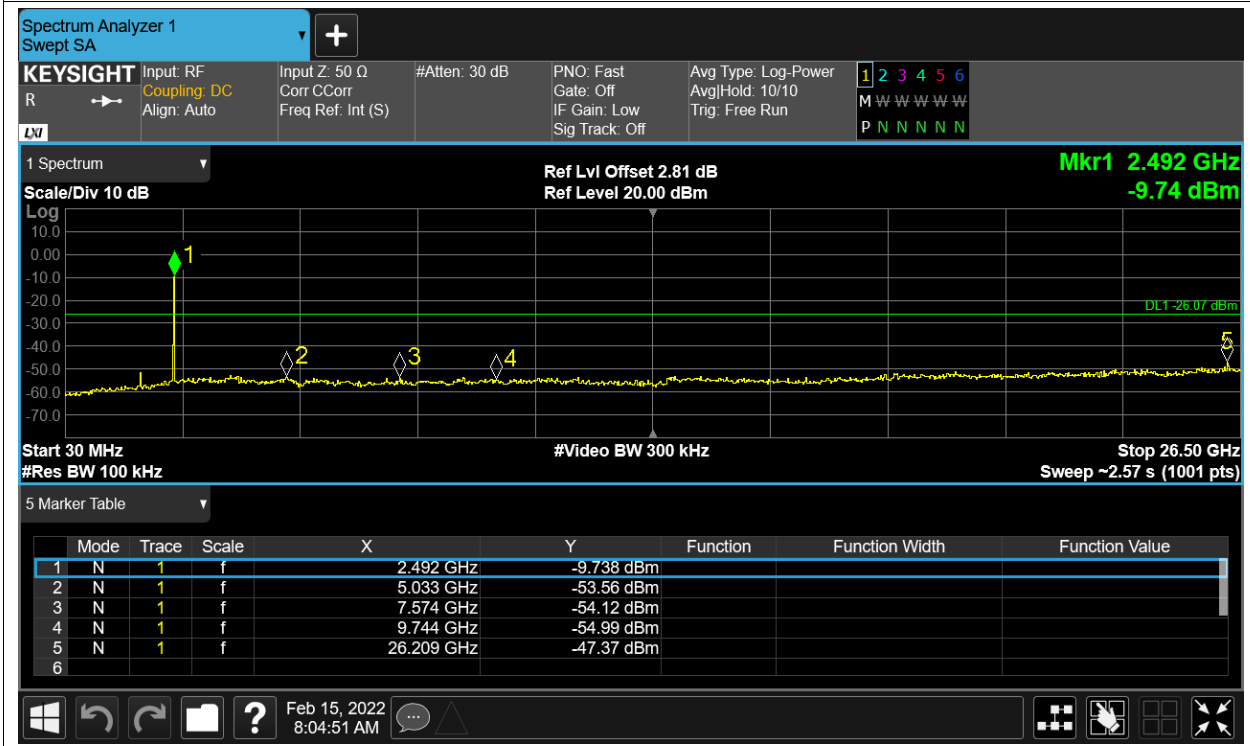 Spectrum Analyzer 1
Swept SA
KEYSIGHT Input: RF Input Z: 50 Ω #Atten: 30 dB PNO: Fast Avg Type: Log-Power 1 2 3 4 5 6
R Coupling: DC Corr CCorr Gate: Off Avg|Hold: 10/10 M W W W W W
Align: Auto Freq Ref: Int (S) IF Gain: Low Trig: Free Run
LXI Sig Track: Off P N N N N N
1 Spectrum Ref Lvl Offset 2.81 dB Mkr1 2.492 GHz
Scale/Div 10 dB Ref Level 20.00 dBm -9.74 dBm
Log
10.0
0.00 1
-10.0
-20.0 DL1 -26.07 dBm
-30.0
-40.0 2 3 4 5
-50.0
-60.0
-70.0
Start 30 MHz #Video BW 300 kHz Stop 26.50 GHz
#Res BW 100 kHz Sweep ~2.57 s (1001 pts)
5 Marker Table
Mode Trace Scale X Y Function Function Width Function Value
1 N 1 f 2.492 GHz -9.738 dBm
2 N 1 f 5.033 GHz -53.56 dBm
3 N 1 f 7.574 GHz -54.12 dBm
4 N 1 f 9.744 GHz -54.99 dBm
5 N 1 f 26.209 GHz -47.37 dBm
6
? Feb 15, 2022
8:04:51 AM